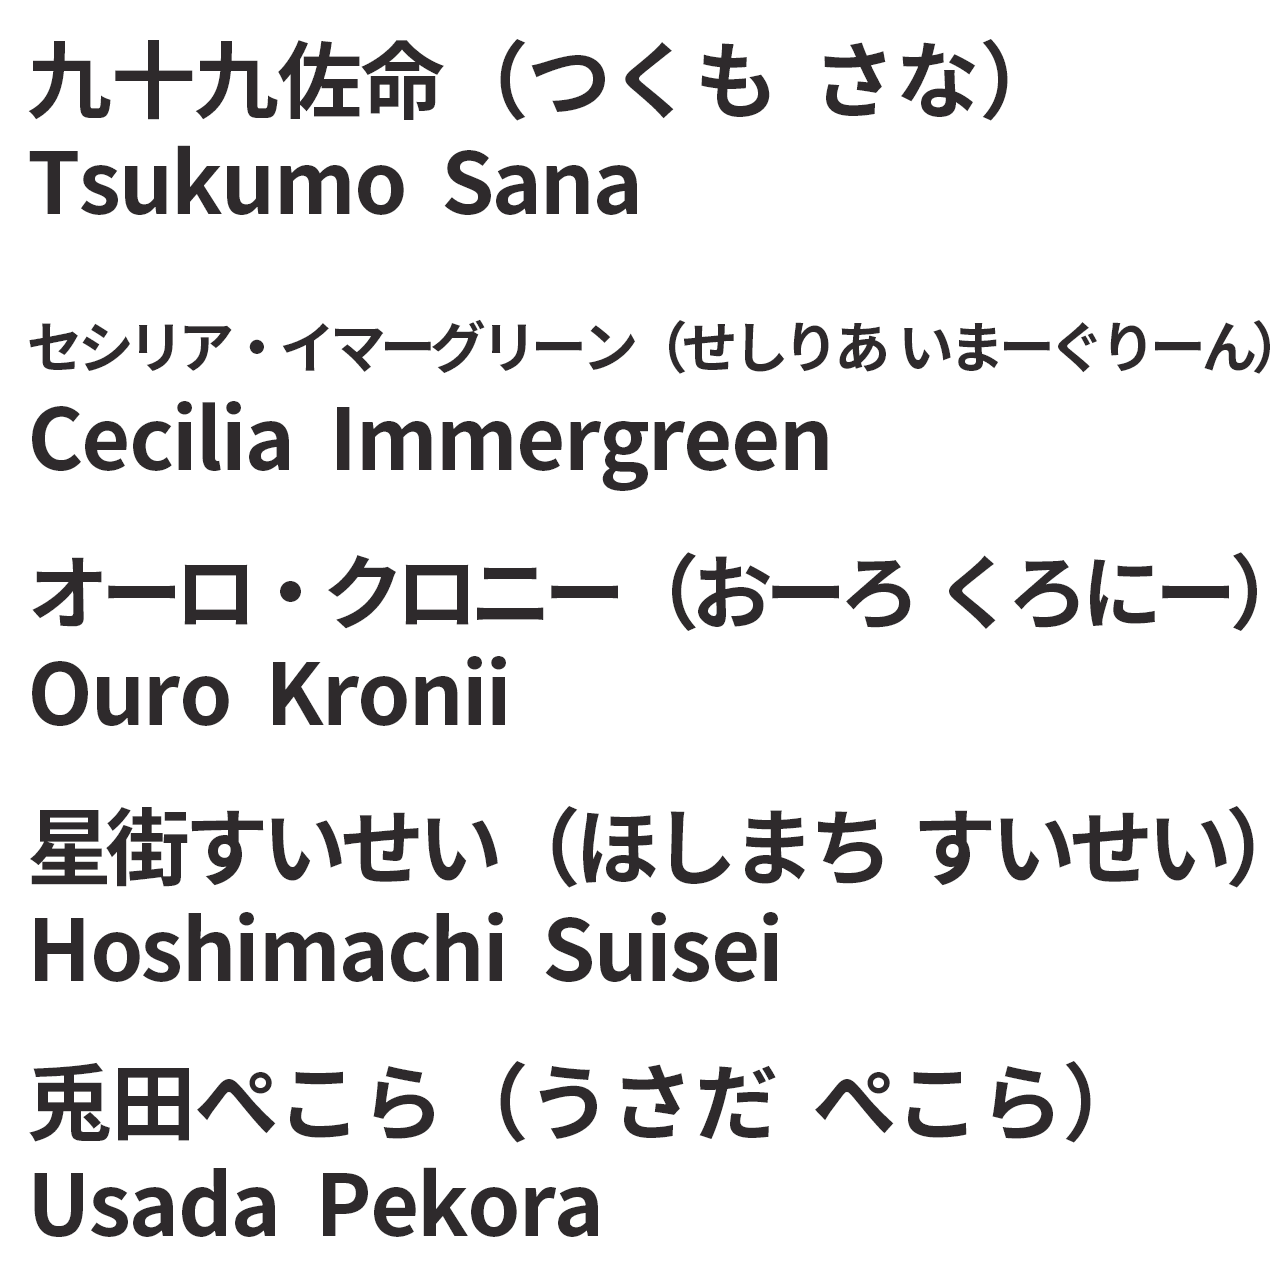 九十九佐命（つくも さな）
Tsukumo Sana
セシリア・イマーグリーン（せしりあ いまーぐりーん）
Cecilia Immergreen
オーロ・クロニー（おーろ くろにー）
Ouro Kronii
星街すいせい（ほしまち すいせい）
Hoshimachi Suisei
兎田ぺこら（うさだ ぺこら）
Usada Pekora